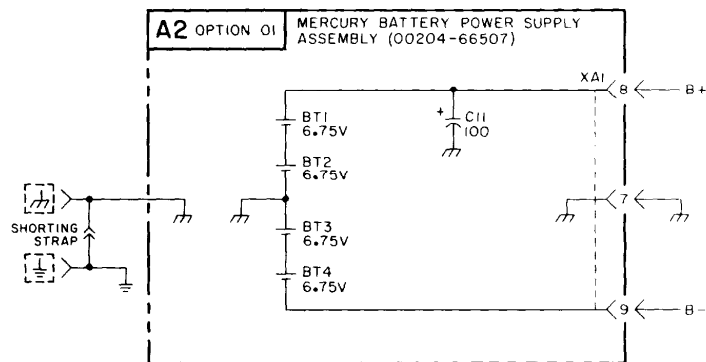 A2 OPTION 01
MERCURY BATTERY POWER SUPPLY
ASSEMBLY (00204-66507)
XA1
8
B+
+
C11
100
BT1
6.75V
BT2
6.75V
7
SHORTING
STRAP
BT3
6.75V
BT4
6.75V
9
B-